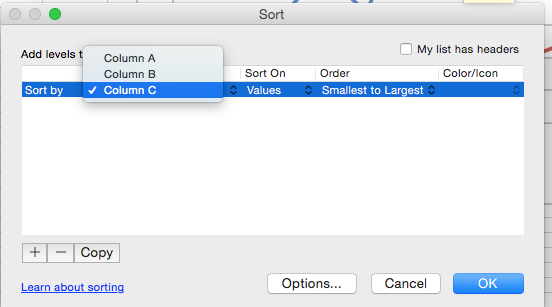 Sort
Add levels t
My list has headers
Column A
Column B
✓ Column C
Sort On Order Color/Icon
Sort by Values Smallest to Largest
+ − Copy
Learn about sorting
Options... Cancel OK